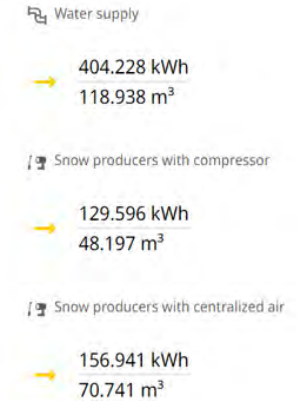 Water supply
404.228 kWh
118.938 m³
Snow producers with compressor
129.596 kWh
48.197 m³
Snow producers with centralized air
156.941 kWh
70.741 m³